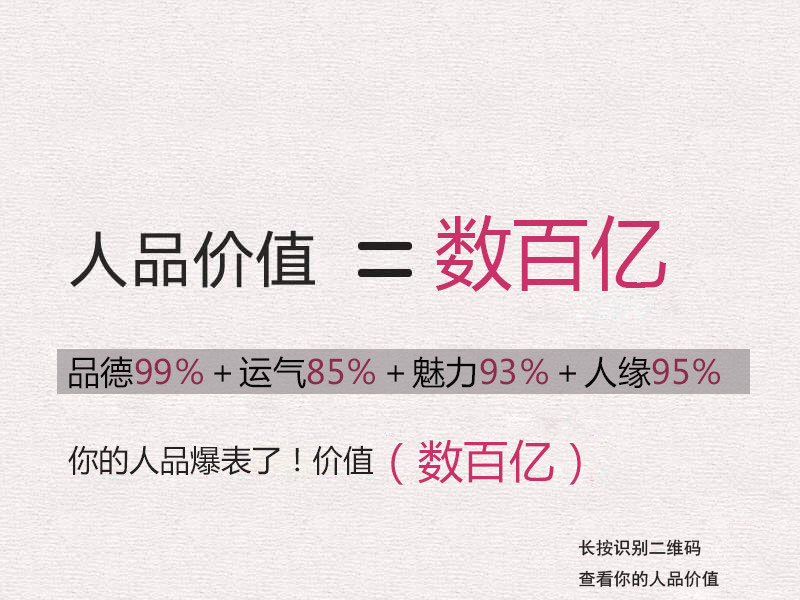 人品价值 = 数百亿
品德99%+运气85%+魅力93%+人缘95%
你的人品爆表了！价值（数百亿）
长按识别二维码
查看你的人品价值